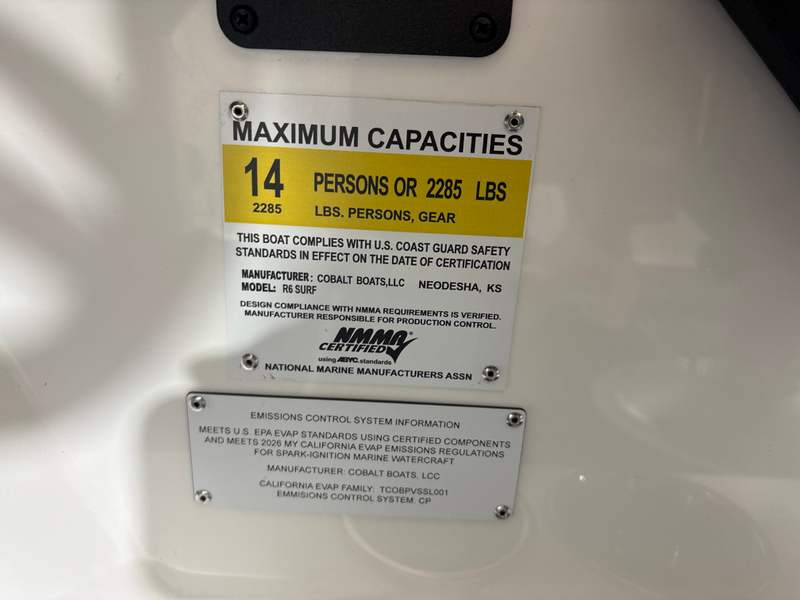 MAXIMUM CAPACITIES
14 PERSONS OR 2285 LBS
2285 LBS. PERSONS, GEAR
THIS BOAT COMPLIES WITH U.S. COAST GUARD SAFETY
STANDARDS IN EFFECT ON THE DATE OF CERTIFICATION
MANUFACTURER: COBALT BOATS,LLC NEODESHA, KS
MODEL: R6 SURF
DESIGN COMPLIANCE WITH NMMA REQUIREMENTS IS VERIFIED.
MANUFACTURER RESPONSIBLE FOR PRODUCTION CONTROL.
NMMA®
CERTIFIED
using ABYC standards
NATIONAL MARINE MANUFACTURERS ASSN
EMISSIONS CONTROL SYSTEM INFORMATION
MEETS U.S. EPA EVAP STANDARDS USING CERTIFIED COMPONENTS
AND MEETS 2026 MY CALIFORNIA EVAP EMISSIONS REGULATIONS
FOR SPARK-IGNITION MARINE WATERCRAFT
MANUFACTURER: COBALT BOATS, LCC
CALIFORNIA EVAP FAMILY: TCOBPVSSL001
EMMISIONS CONTROL SYSTEM: CP